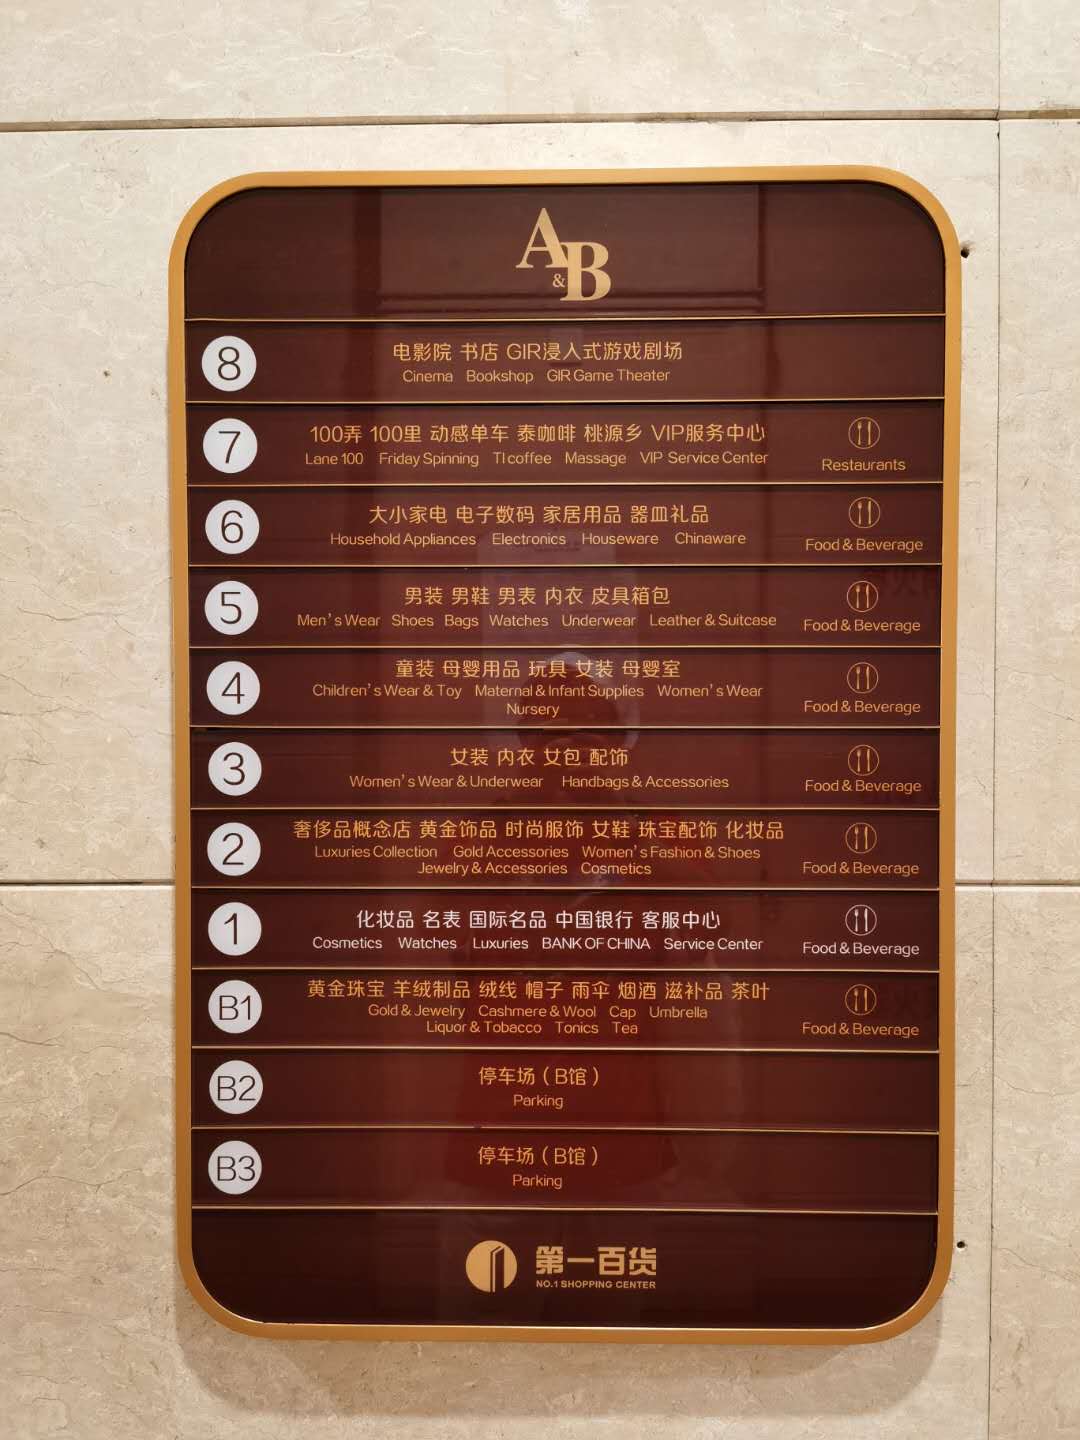 A&B
8
电影院 书店 GIR浸入式游戏剧场
Cinema Bookshop GIR Game Theater
7
100弄 100里 动感单车 泰咖啡 桃源乡 VIP服务中心
Lane 100 Friday Spinning TI coffee Massage VIP Service Center
Restaurants
6
大小家电 电子数码 家居用品 器皿礼品
Household Appliances Electronics Houseware Chinaware
Food & Beverage
5
男装 男鞋 男表 内衣 皮具箱包
Men's Wear Shoes Bags Watches Underwear Leather & Suitcase
Food & Beverage
4
童装 母婴用品 玩具 女装 母婴室
Children's Wear & Toy Maternal & Infant Supplies Women's Wear
Nursery
Food & Beverage
3
女装 内衣 女包 配饰
Women's Wear & Underwear Handbags & Accessories
Food & Beverage
2
奢侈品概念店 黄金饰品 时尚服饰 女鞋 珠宝配饰 化妆品
Luxuries Collection Gold Accessories Women's Fashion & Shoes
Jewelry & Accessories Cosmetics
Food & Beverage
1
化妆品 名表 国际名品 中国银行 客服中心
Cosmetics Watches Luxuries BANK OF CHINA Service Center
Food & Beverage
B1
黄金珠宝 羊绒制品 绒线 帽子 雨伞 烟酒 滋补品 茶叶
Gold & Jewelry Cashmere & Wool Cap Umbrella
Liquor & Tobacco Tonics Tea
Food & Beverage
B2
停车场（B馆）
Parking
B3
停车场（B馆）
Parking
第一百货
NO.1 SHOPPING CENTER